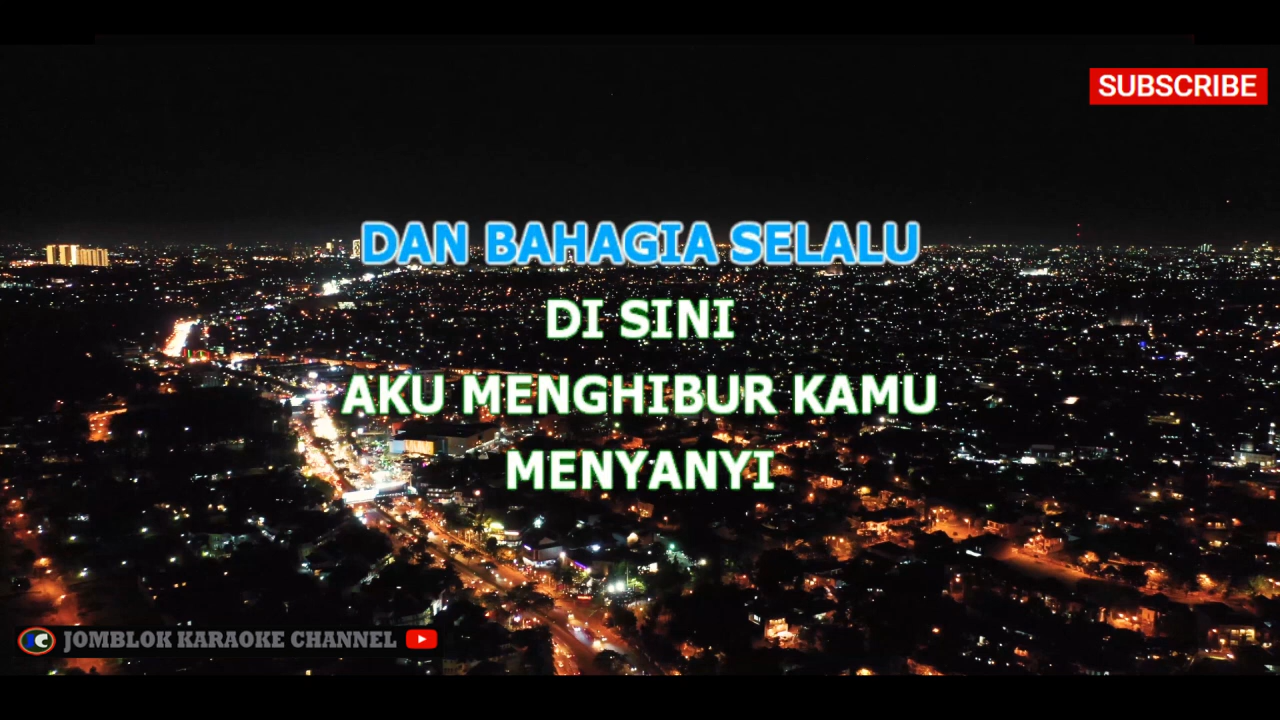 SUBSCRIBE
DAN BAHAGIA SELALU
DI SINI
AKU MENGHIBUR KAMU
MENYANYI
JOMBLOK KARAOKE CHANNEL